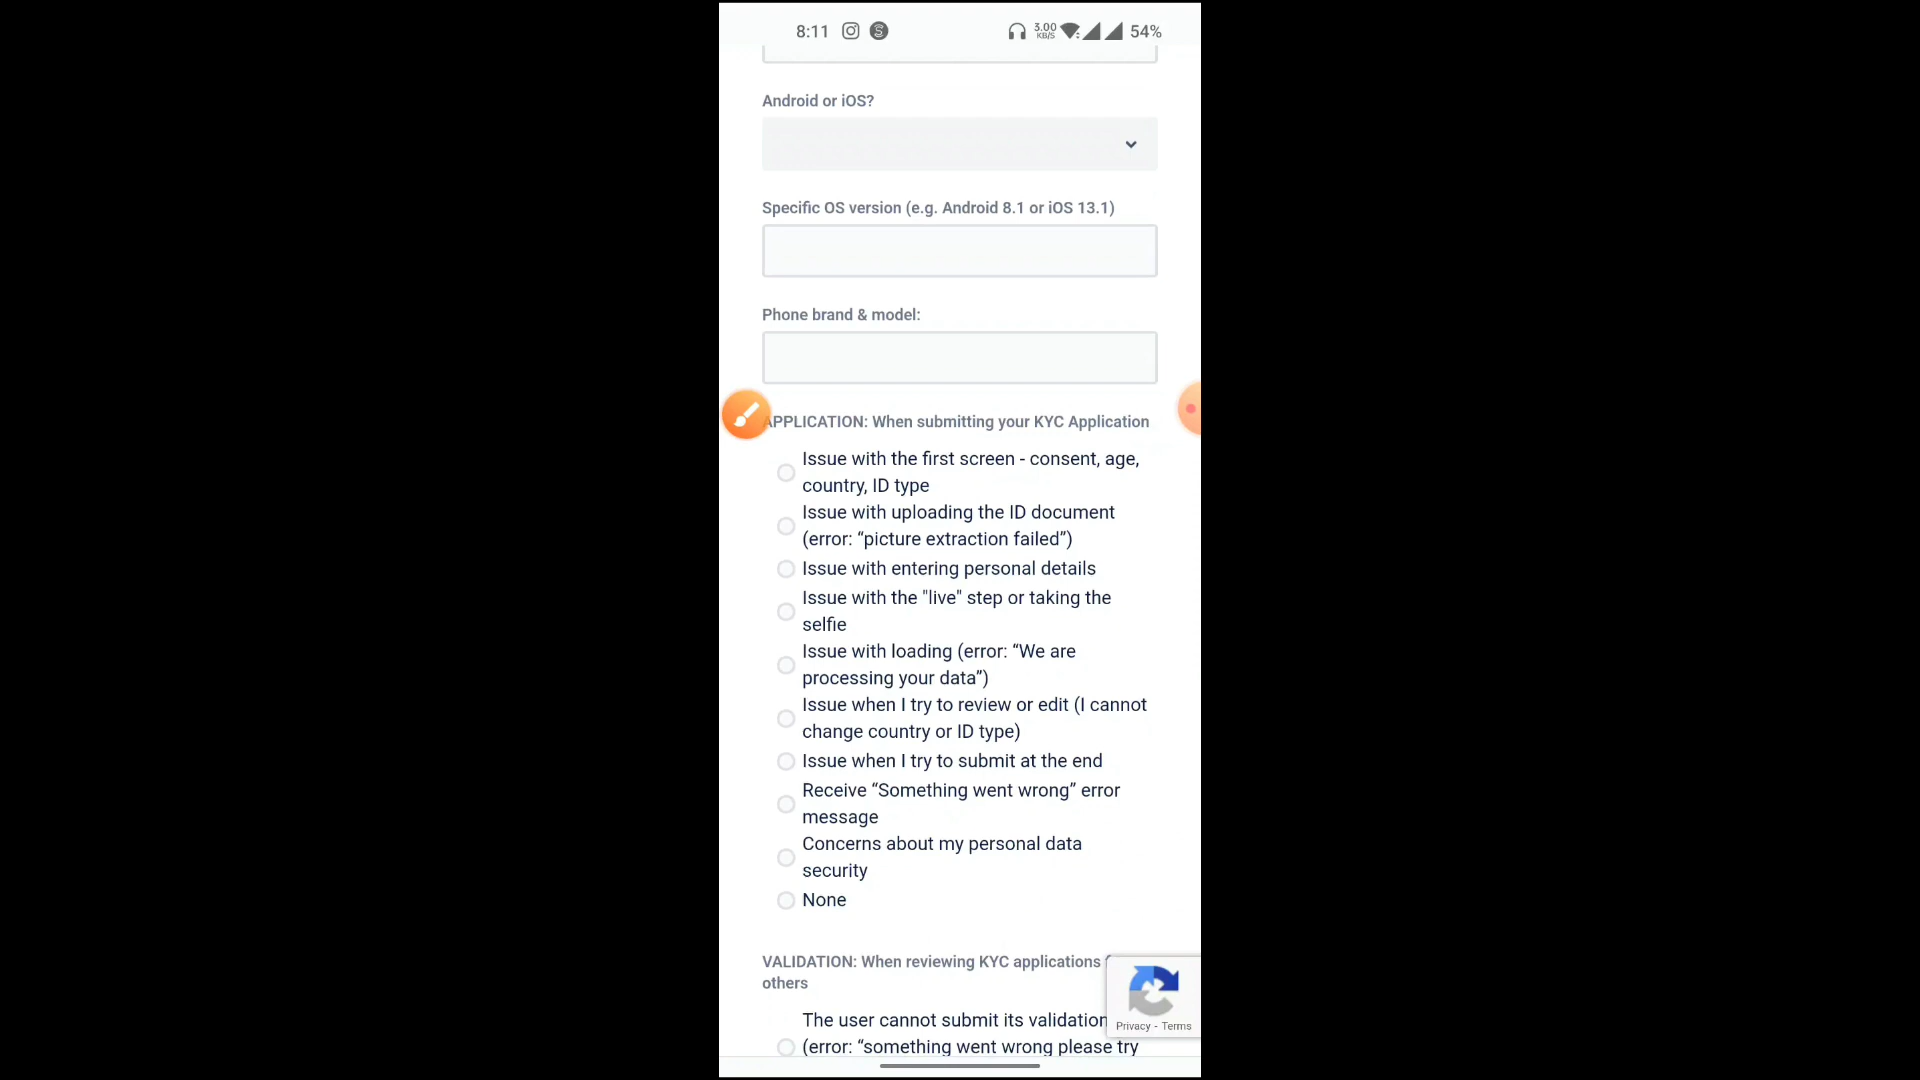 8:11 3.00 KB/S 54%
Android or iOS?
Specific OS version (e.g. Android 8.1 or iOS 13.1)
Phone brand & model:
APPLICATION: When submitting your KYC Application
Issue with the first screen - consent, age,
country, ID type
Issue with uploading the ID document
(error: “picture extraction failed”)
Issue with entering personal details
Issue with the "live" step or taking the
selfie
Issue with loading (error: “We are
processing your data”)
Issue when I try to review or edit (I cannot
change country or ID type)
Issue when I try to submit at the end
Receive “Something went wrong” error
message
Concerns about my personal data
security
None
VALIDATION: When reviewing KYC applications
others
The user cannot submit its validation
(error: “something went wrong please try
Privacy - Terms